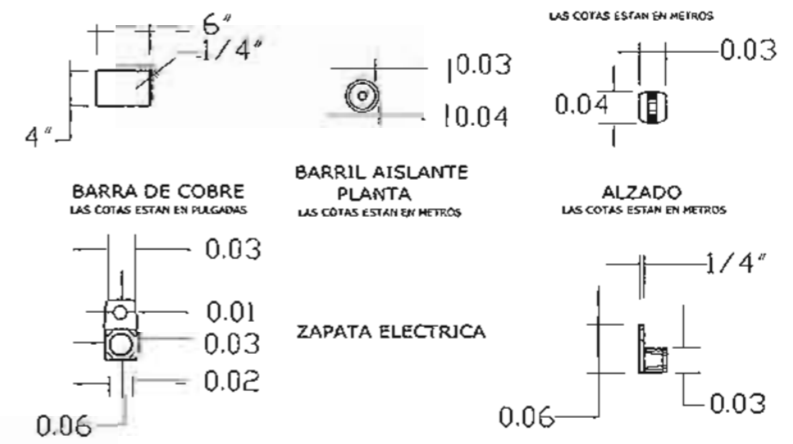 6"
1/4"
4"
BARRA DE COBRE
LAS COTAS ESTAN EN PULGADAS
0.03
0.04
BARRIL AISLANTE
PLANTA
LAS COTAS ESTAN EN METROS
LAS COTAS ESTAN EN METROS
0.03
0.04
ALZADO
LAS COTAS ESTAN EN METROS
0.03
0.01
0.03
0.02
0.06
ZAPATA ELECTRICA
1/4"
0.06
0.03